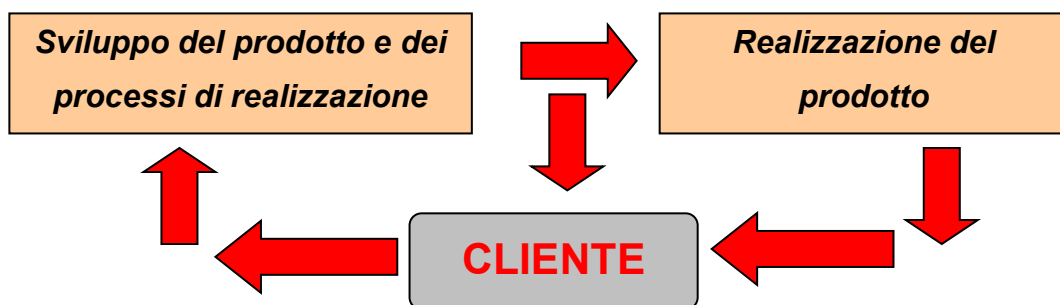 Sviluppo del prodotto e dei
processi di realizzazione
Realizzazione del
prodotto
CLIENTE